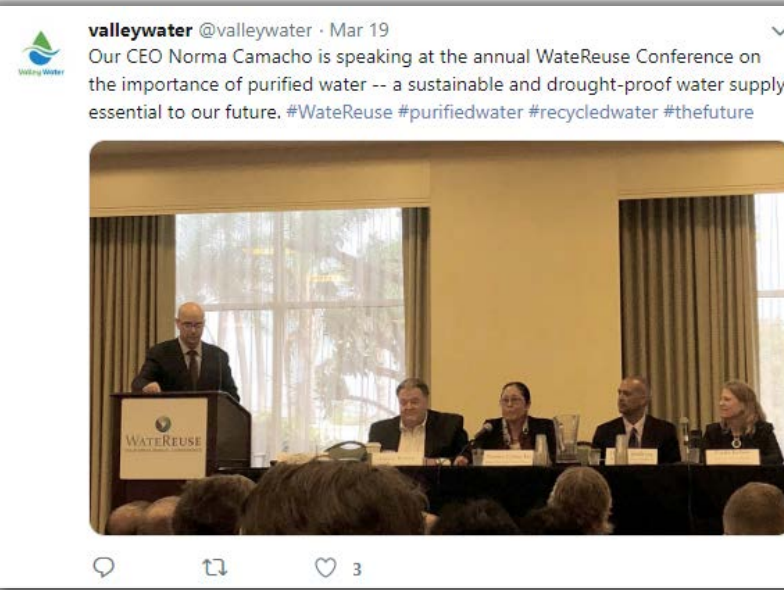 valleywater @valleywater · Mar 19
Our CEO Norma Camacho is speaking at the annual WateReuse Conference on
the importance of purified water -- a sustainable and drought-proof water supply
essential to our future. #WateReuse #purifiedwater #recycledwater #thefuture
Valley Water
WATEREUSE
3